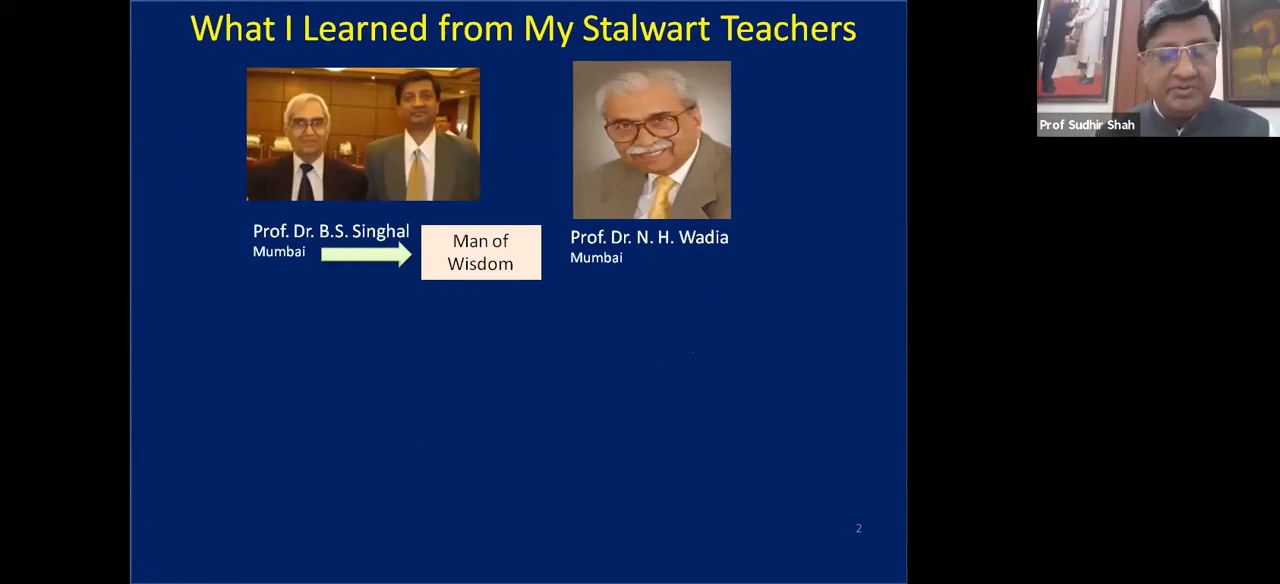 What I Learned from My Stalwart Teachers
Prof Sudhir Shah
Prof. Dr. B.S. Singhal
Mumbai
Man of
Wisdom
Prof. Dr. N. H. Wadia
Mumbai
2